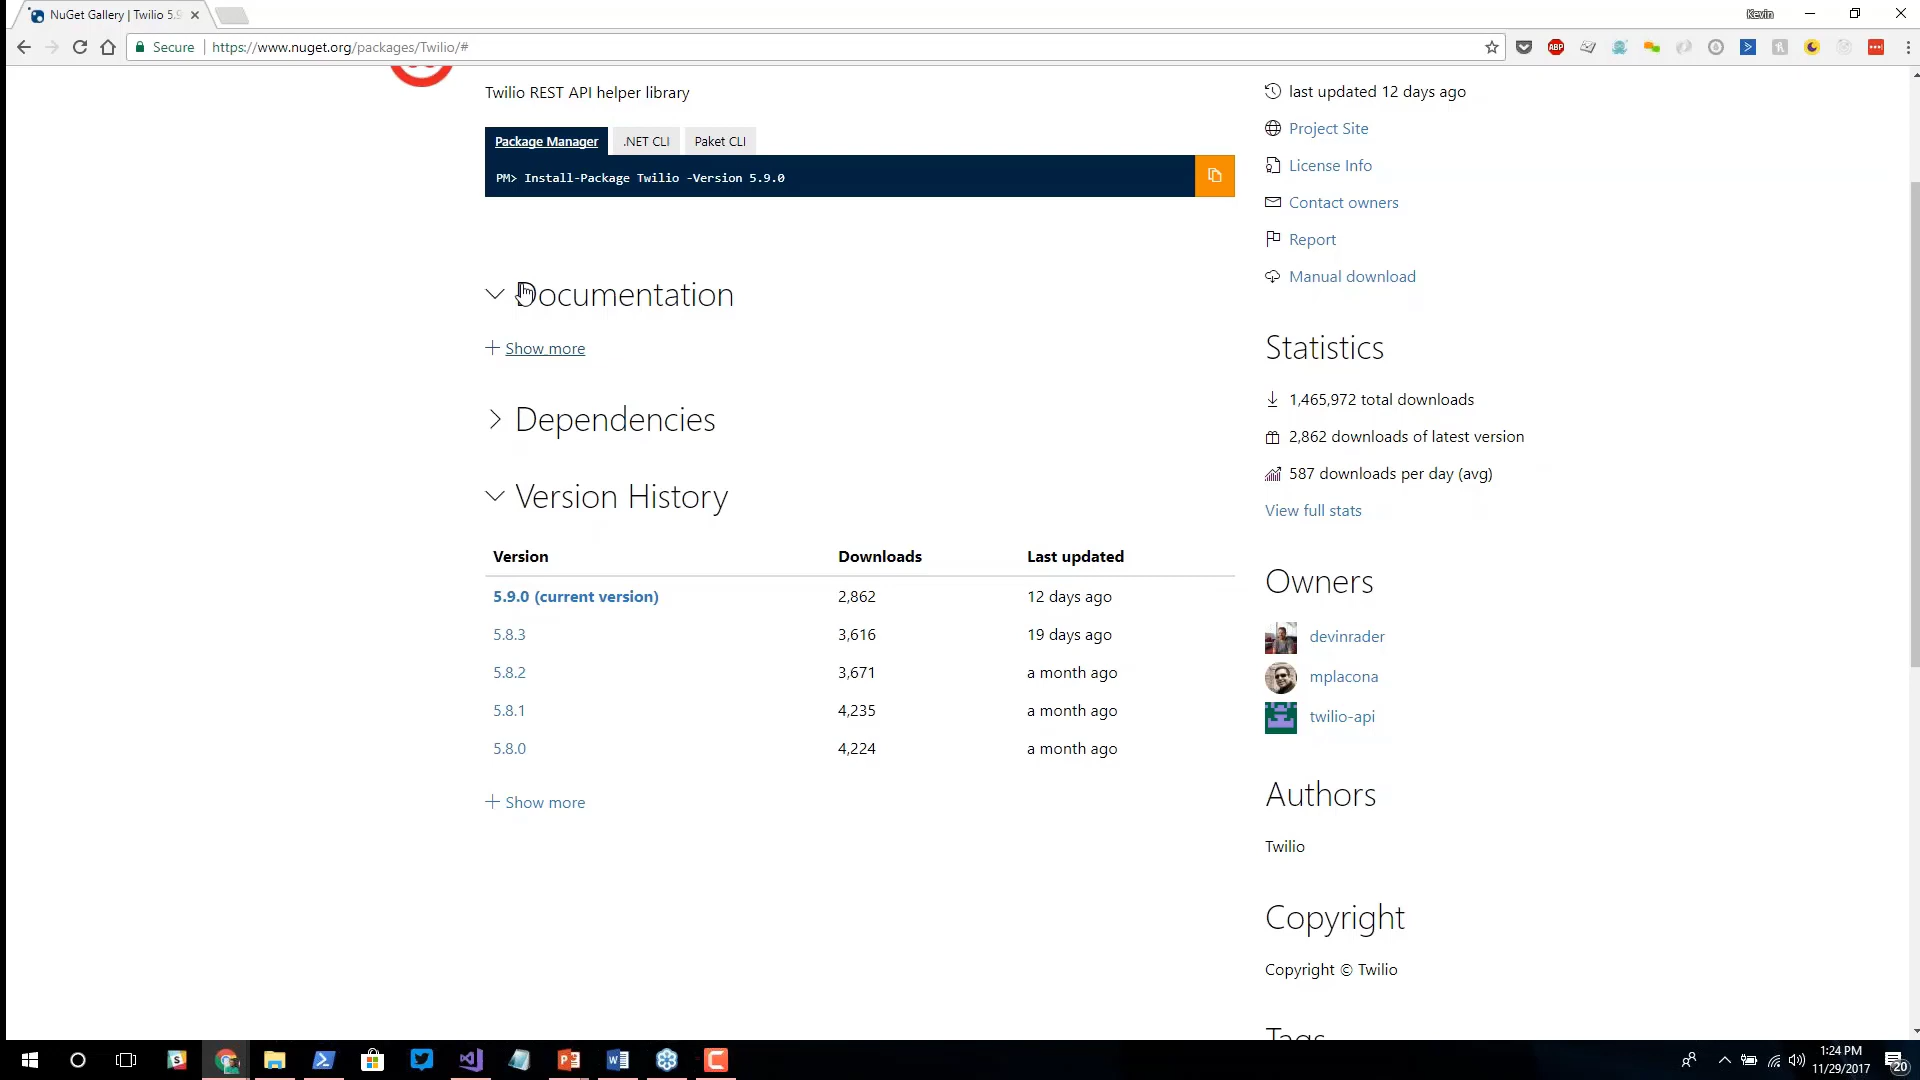 NuGet Gallery | Twilio 5.9
Kevin
Secure
https://www.nuget.org/packages/Twilio/#
ABP
Twilio REST API helper library
Package Manager
.NET CLI
Paket CLI
PM> Install-Package Twilio -Version 5.9.0
Documentation
Show more
Dependencies
Version History
Version Downloads Last updated
5.9.0 (current version) 2,862 12 days ago
5.8.3 3,616 19 days ago
5.8.2 3,671 a month ago
5.8.1 4,235 a month ago
5.8.0 4,224 a month ago
Show more
last updated 12 days ago
Project Site
License Info
Contact owners
Report
Manual download
Statistics
1,465,972 total downloads
2,862 downloads of latest version
587 downloads per day (avg)
View full stats
Owners
devinrader
mplacona
twilio-api
Authors
Twilio
Copyright
Copyright © Twilio
Tags
1:24 PM
11/29/2017
20